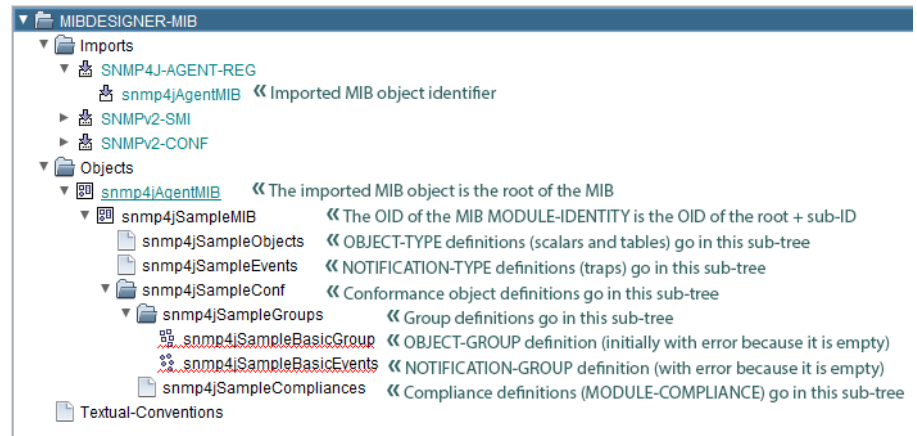 MIBDESIGNER-MIB
Imports
SNMP4J-AGENT-REG
snmp4jAgentMIB « Imported MIB object identifier
SNMPv2-SMI
SNMPv2-CONF
Objects
snmp4jAgentMIB « The imported MIB object is the root of the MIB
snmp4jSampleMIB « The OID of the MIB MODULE-IDENTITY is the OID of the root + sub-ID
snmp4jSampleObjects « OBJECT-TYPE definitions (scalars and tables) go in this sub-tree
snmp4jSampleEvents « NOTIFICATION-TYPE definitions (traps) go in this sub-tree
snmp4jSampleConf « Conformance object definitions go in this sub-tree
snmp4jSampleGroups « Group definitions go in this sub-tree
snmp4jSampleBasicGroup « OBJECT-GROUP definition (initially with error because it is empty)
snmp4jSampleBasicEvents « NOTIFICATION-GROUP definition (with error because it is empty)
snmp4jSampleCompliances « Compliance definitions (MODULE-COMPLIANCE) go in this sub-tree
Textual-Conventions